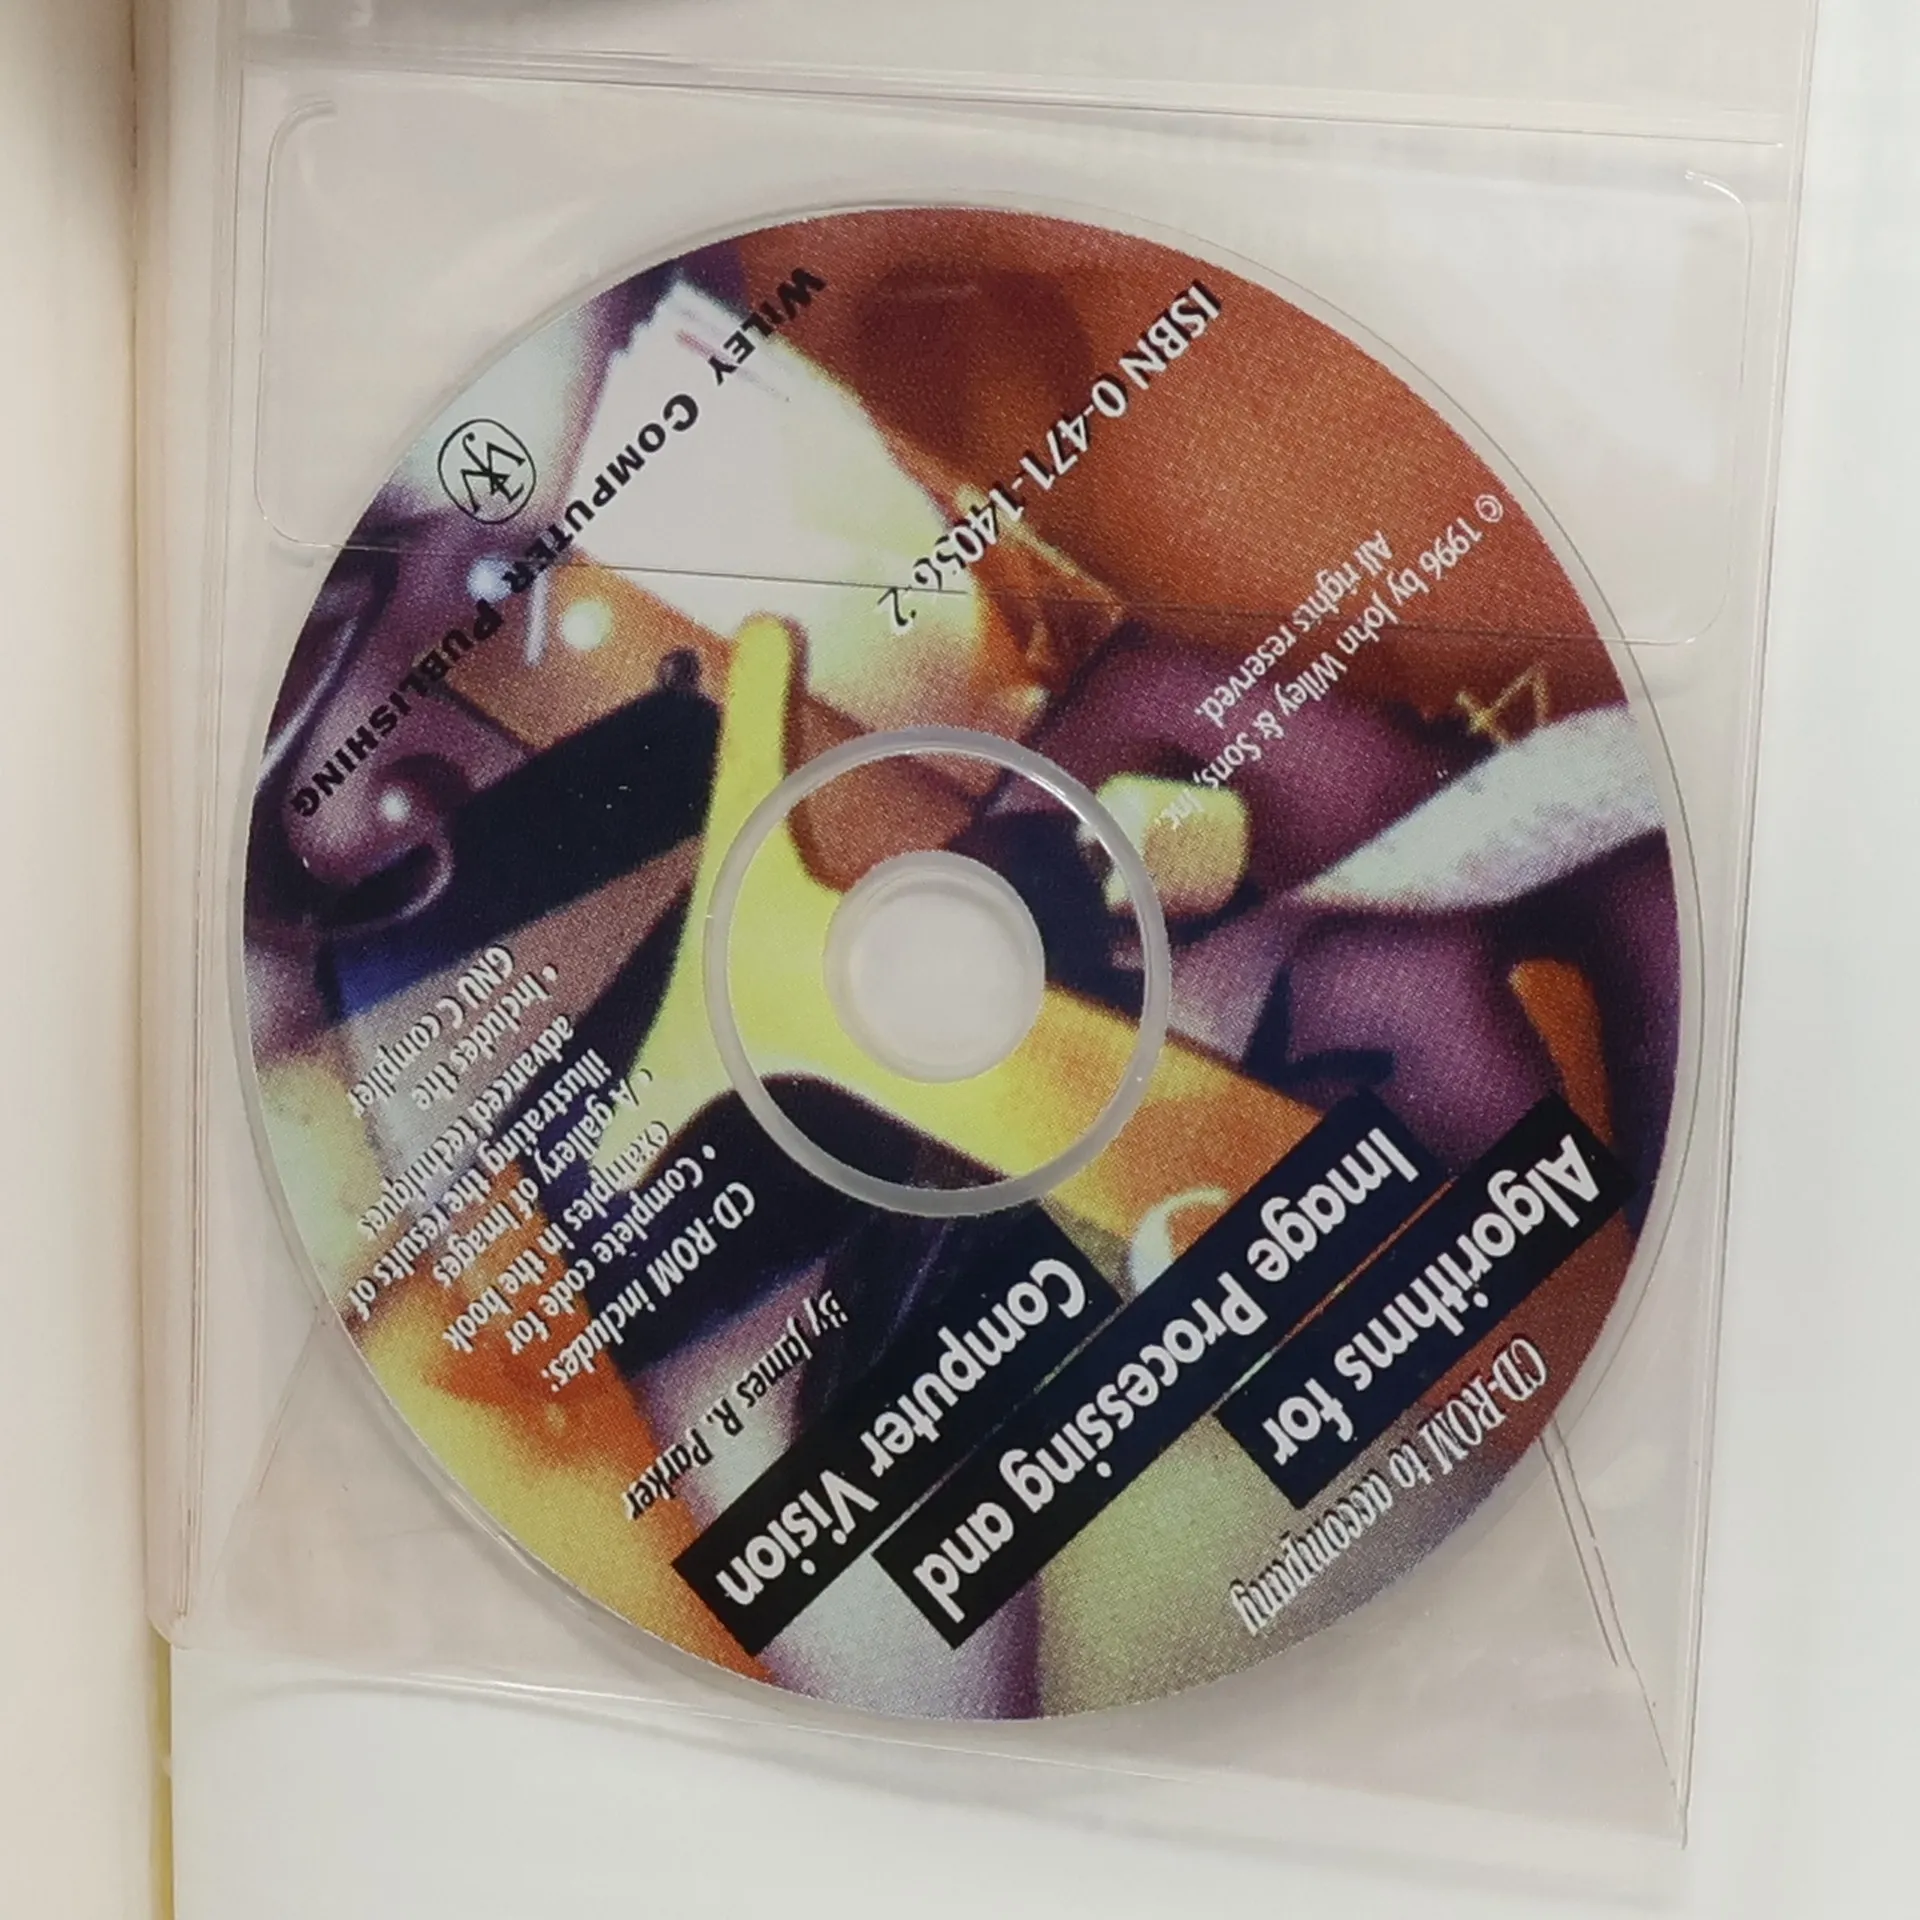 CD-ROM to accompany
Algorithms for
Image Processing and
Computer Vision
By James R. Parker
CD-ROM includes:
• Complete code for
examples in the book
• A gallery of images
illustrating the results of
advanced techniques
• Includes the
GNU C compiler
© 1996 by John Wiley & Sons, Inc.
All rights reserved.
ISBN 0-471-14056-2
WILEY COMPUTER PUBLISHING